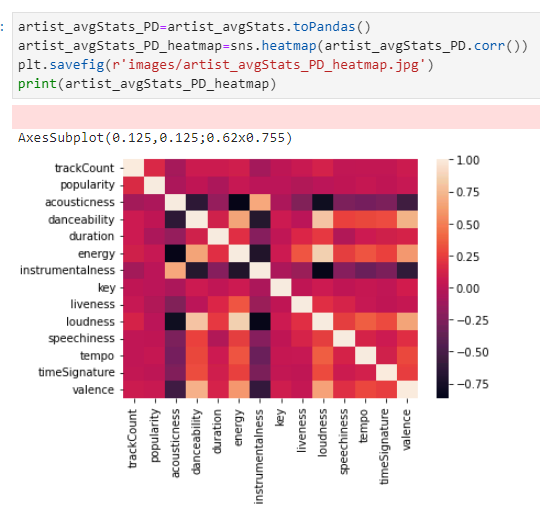 :
artist_avgStats_PD=artist_avgStats.toPandas()
artist_avgStats_PD_heatmap=sns.heatmap(artist_avgStats_PD.corr())
plt.savefig(r'images/artist_avgStats_PD_heatmap.jpg')
print(artist_avgStats_PD_heatmap)
AxesSubplot(0.125,0.125;0.62x0.755)
trackCount
popularity
acousticness
danceability
duration
energy
instrumentalness
key
liveness
loudness
speechiness
tempo
timeSignature
valence
1.00
0.75
0.50
0.25
0.00
−0.25
−0.50
−0.75
trackCount
popularity
acousticness
danceability
duration
energy
instrumentalness
key
liveness
loudness
speechiness
tempo
timeSignature
valence